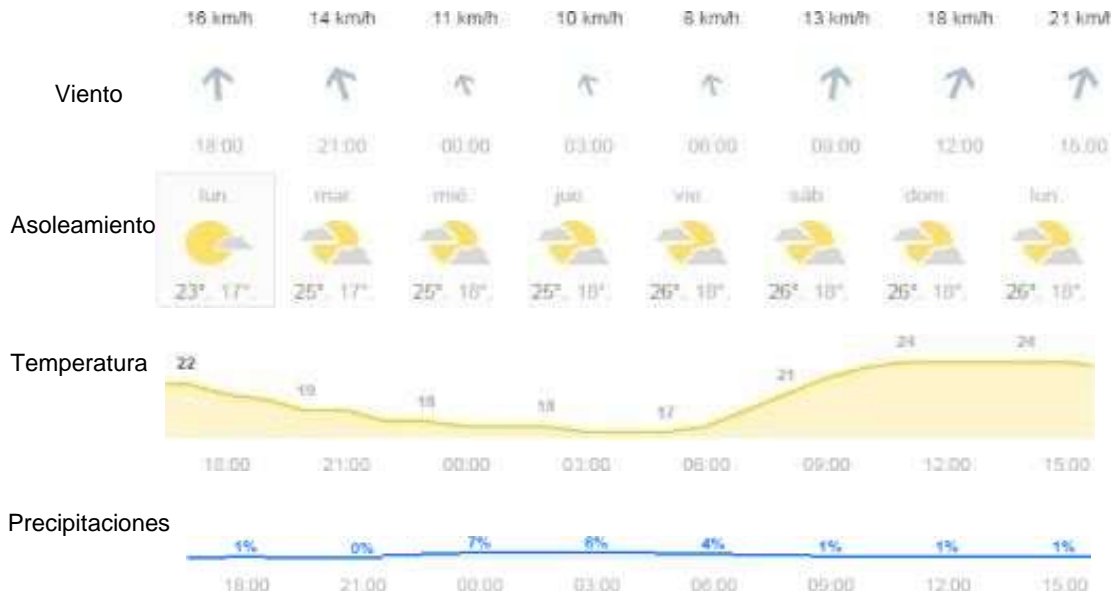 16 km/h 14 km/h 11 km/h 10 km/h 13 km/h 18 km/h 21 km/h
Viento
18:00 21:00 00:00 03:00 06:00 09:00 12:00 15:00
lun. mar. mié. jue. vie. sáb. dom. lun.
Asoleamiento
23°. 17°. 25°. 17°. 25°. 18°. 25°. 18°. 26°. 18°. 26°. 18°. 26°. 18°. 26°. 18°.
24 24
Temperatura 22
21
19 18 18 17
18:00 21:00 00:00 03:00 06:00 09:00 12:00 15:00
Precipitaciones
1% 0% 7% 4% 1% 1% 1%
18:00 21:00 00:00 03:00 06:00 09:00 12:00 15:00